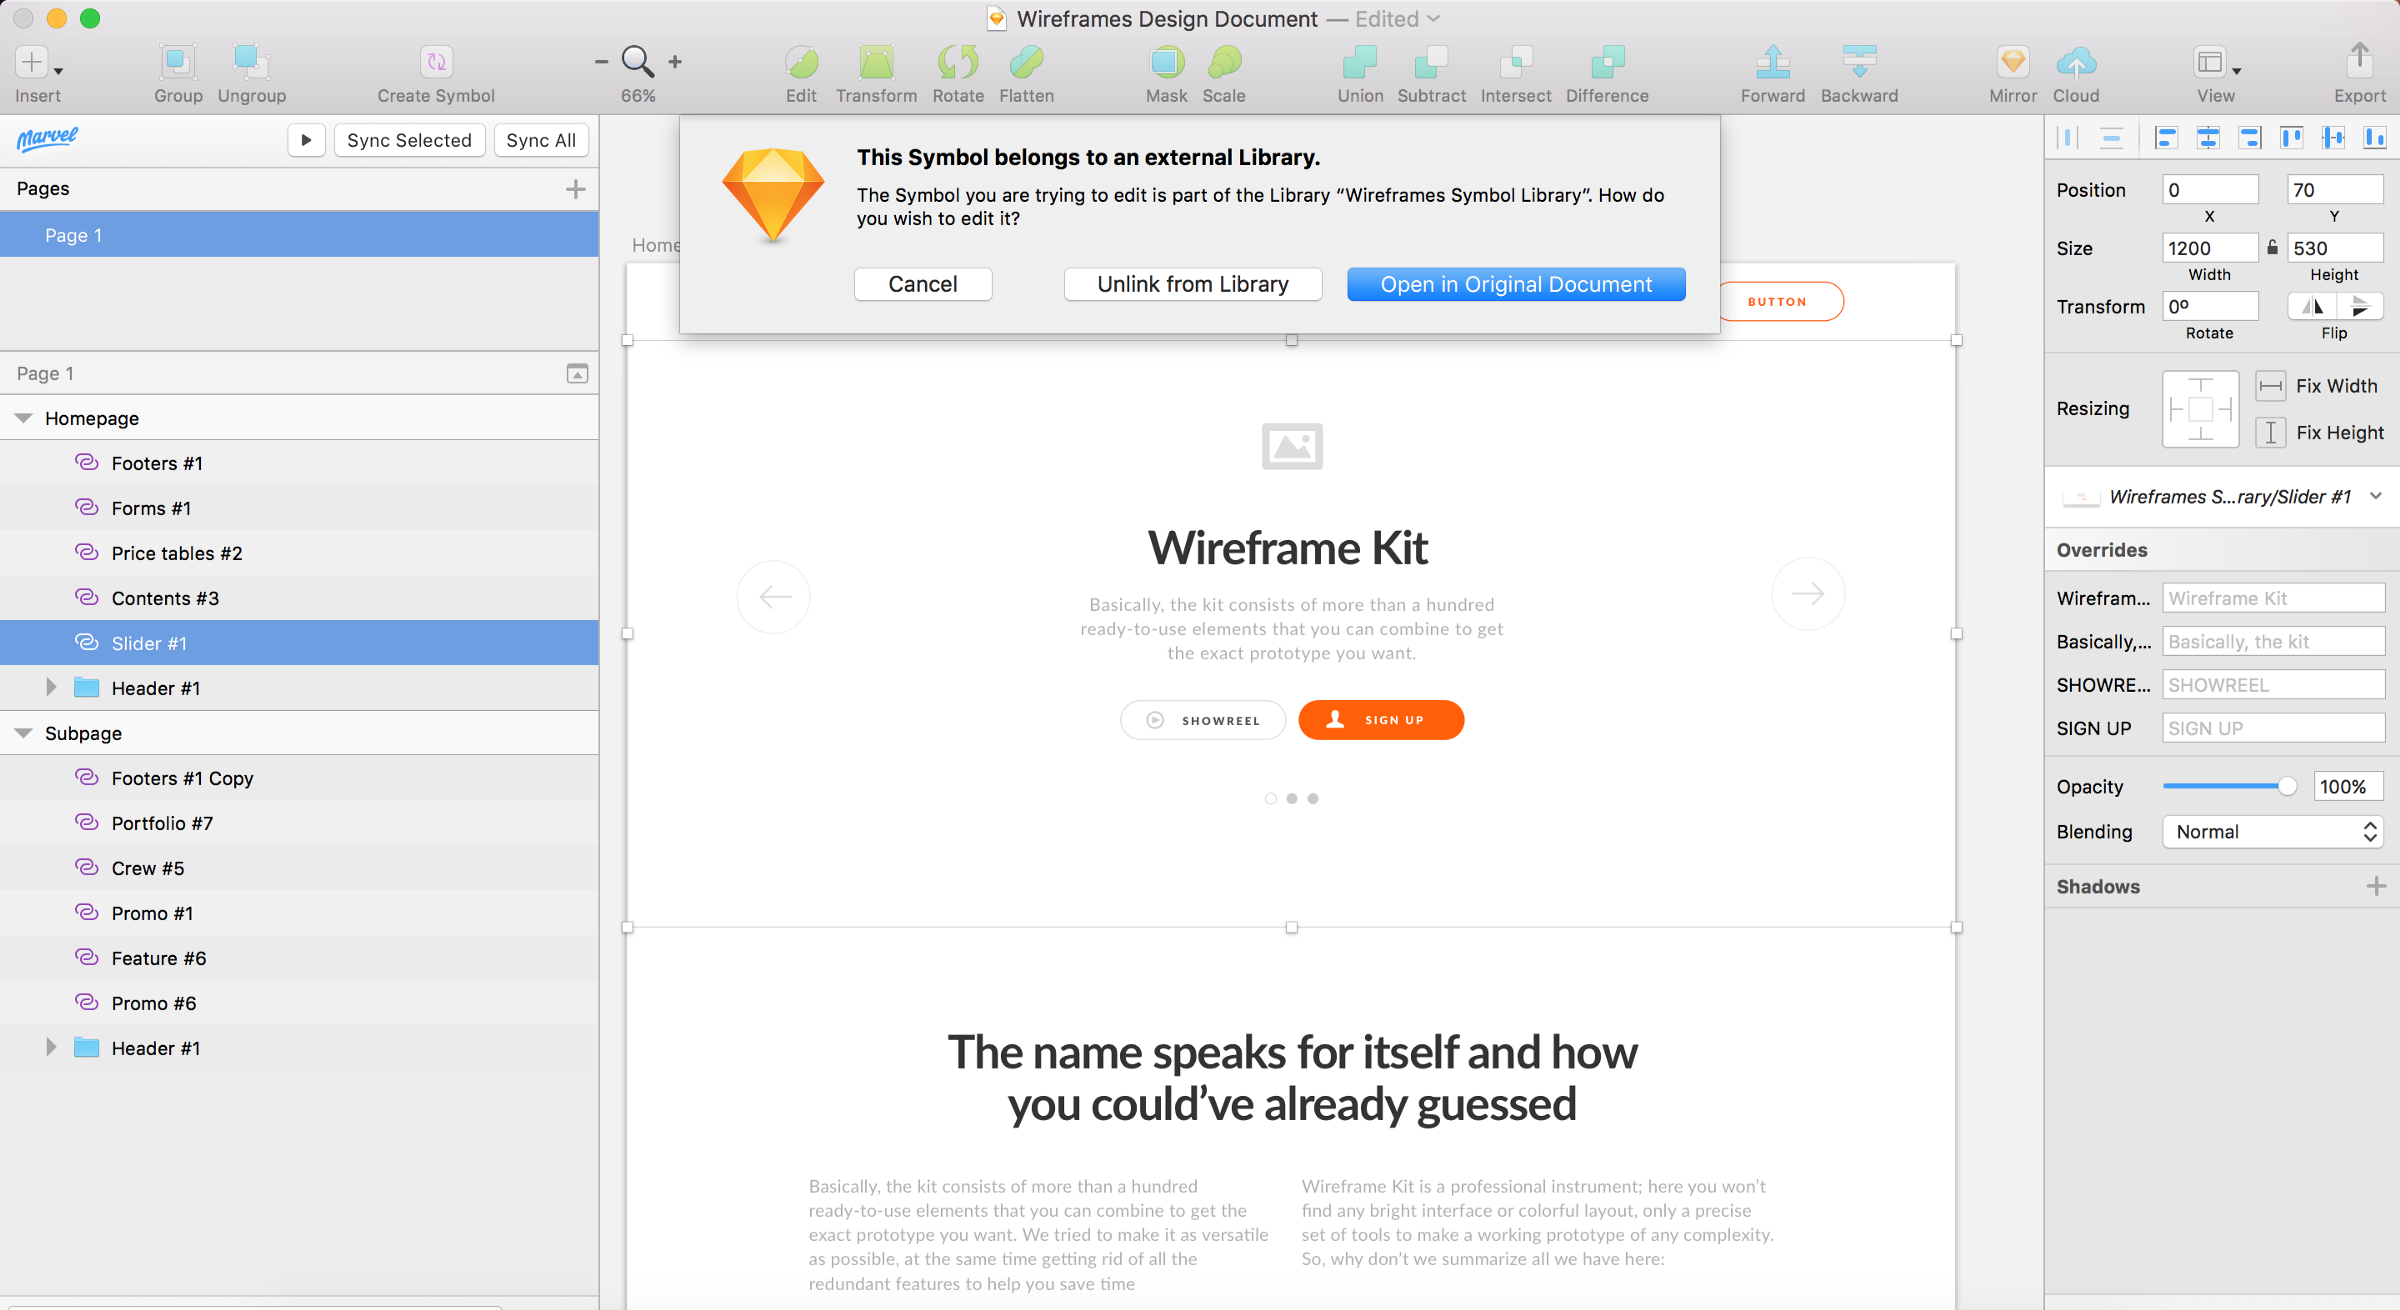 Wireframes Design Document — Edited
Insert
Group
Ungroup
Create Symbol
66%
Edit
Transform
Rotate
Flatten
Mask
Scale
Union
Subtract
Intersect
Difference
Forward
Backward
Mirror
Cloud
View
Export
Marvel
Sync Selected
Sync All
Pages
Page 1
Page 1
Homepage
Footers #1
Forms #1
Price tables #2
Contents #3
Slider #1
Header #1
Subpage
Footers #1 Copy
Portfolio #7
Crew #5
Promo #1
Feature #6
Promo #6
Header #1
This Symbol belongs to an external Library.
The Symbol you are trying to edit is part of the Library “Wireframes Symbol Library”. How do
you wish to edit it?
Cancel
Unlink from Library
Open in Original Document
Home
BUTTON
Wireframe Kit
Basically, the kit consists of more than a hundred
ready-to-use elements that you can combine to get
the exact prototype you want.
SHOWREEL
SIGN UP
The name speaks for itself and how
you could’ve already guessed
Basically, the kit consists of more than a hundred
ready-to-use elements that you can combine to get the
exact prototype you want. We tried to make it as versatile
as possible, at the same time getting rid of all the
redundant features to help you save time
Wireframe Kit is a professional instrument; here you won’t
find any bright interface or colorful layout, only a precise
set of tools to make a working prototype of any complexity.
So, why don’t we summarize all we have here:
Position 0 70
X Y
Size 1200 530
Width Height
Transform 0º
Rotate Flip
Resizing
Fix Width
Fix Height
Wireframes S...rary/Slider #1
Overrides
Wirefram... Wireframe Kit
Basically,... Basically, the kit
SHOWRE... SHOWREEL
SIGN UP SIGN UP
Opacity 100%
Blending Normal
Shadows